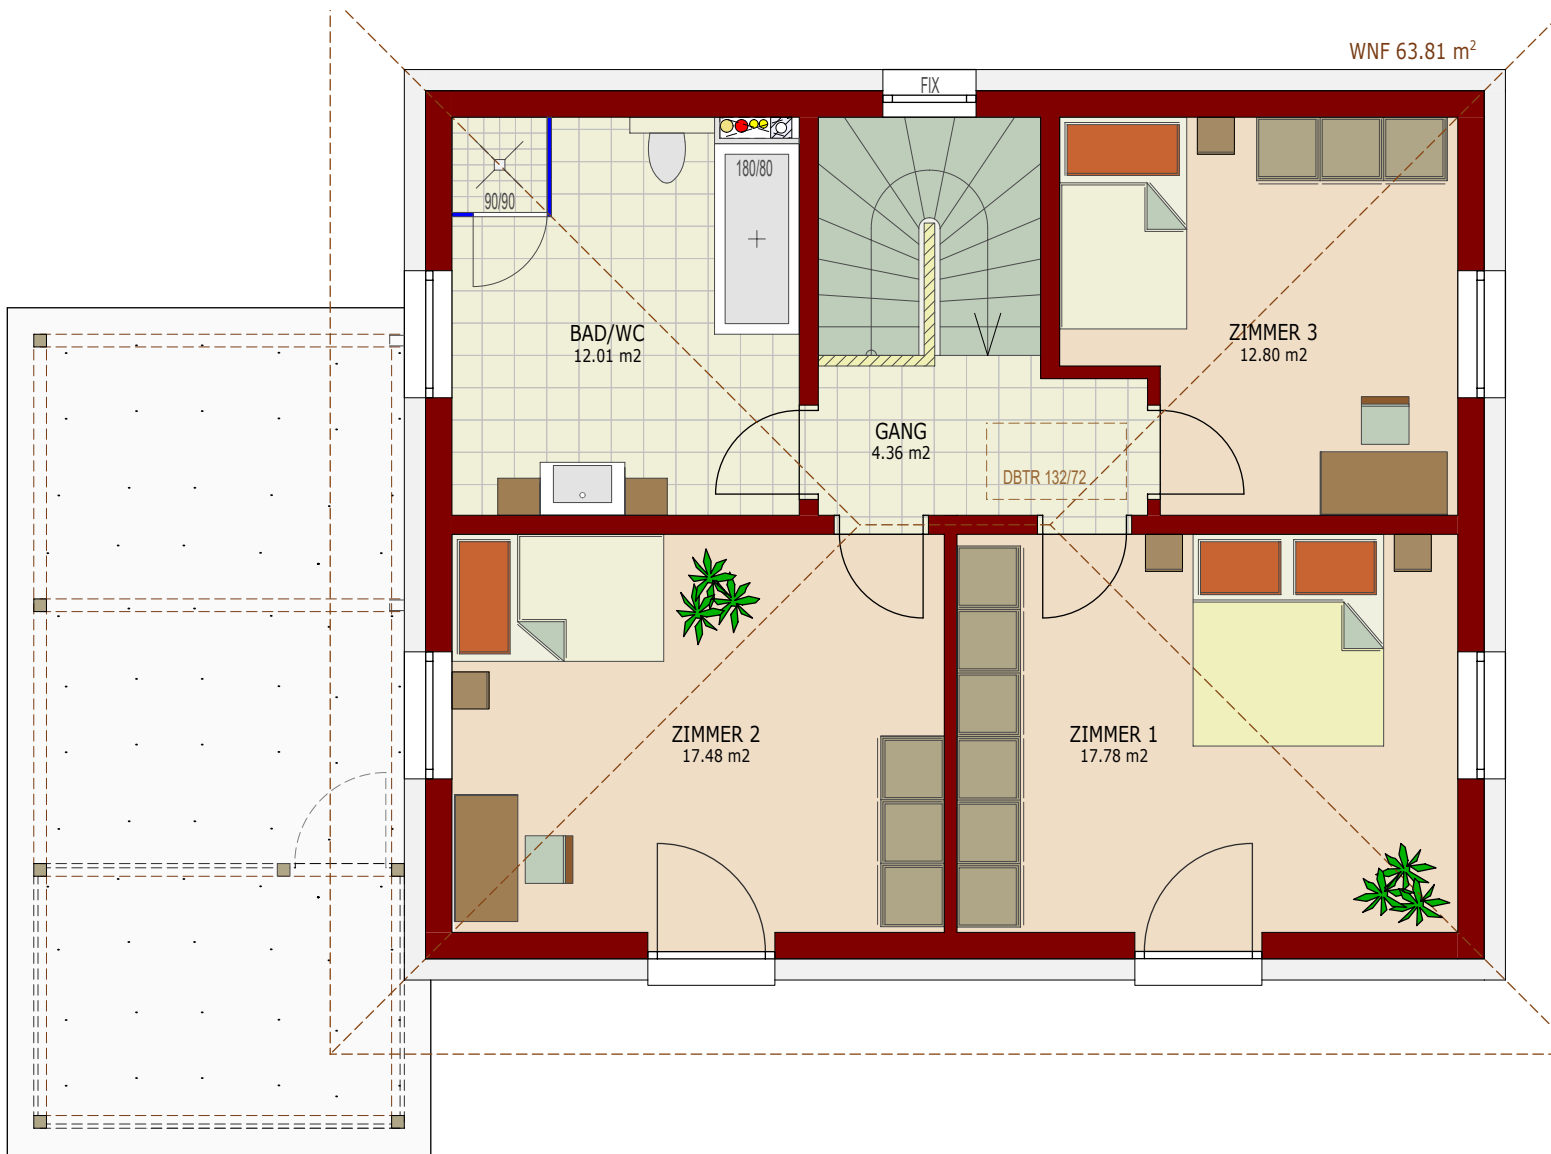 WNF 63.81 m²
FIX
180/80
90/90
BAD/WC
12.01 m2
ZIMMER 3
12.80 m2
GANG
4.36 m2
DBTR 132/72
ZIMMER 2
17.48 m2
ZIMMER 1
17.78 m2